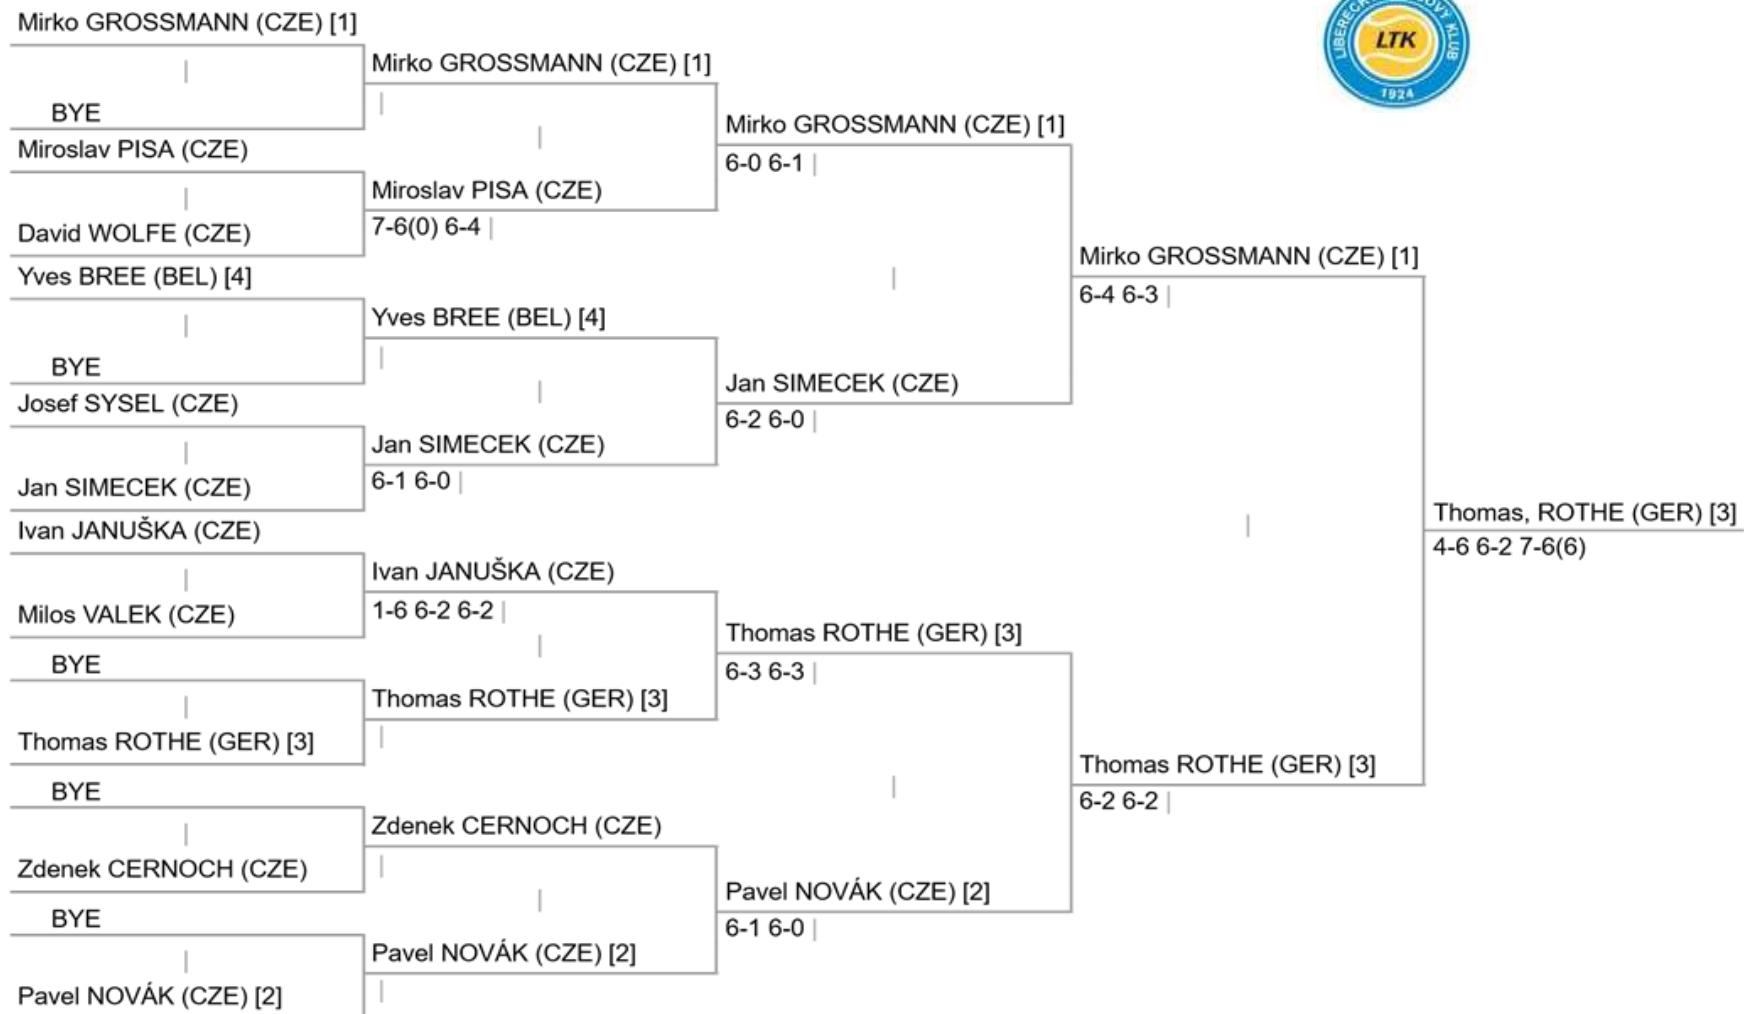 Mirko GROSSMANN (CZE) [1]
BYE
Miroslav PISA (CZE)
David WOLFE (CZE)
Yves BREE (BEL) [4]
BYE
Josef SYSEL (CZE)
Jan SIMECEK (CZE)
Ivan JANUŠKA (CZE)
Milos VALEK (CZE)
BYE
Thomas ROTHE (GER) [3]
BYE
Zdenek CERNOCH (CZE)
BYE
Pavel NOVÁK (CZE) [2]
Mirko GROSSMANN (CZE) [1]
Miroslav PISA (CZE)
7-6(0) 6-4
Yves BREE (BEL) [4]
Jan SIMECEK (CZE)
6-1 6-0
Ivan JANUŠKA (CZE)
1-6 6-2 6-2
Thomas ROTHE (GER) [3]
Zdenek CERNOCH (CZE)
Pavel NOVÁK (CZE) [2]
Mirko GROSSMANN (CZE) [1]
6-0 6-1
Jan SIMECEK (CZE)
6-2 6-0
Thomas ROTHE (GER) [3]
6-3 6-3
Pavel NOVÁK (CZE) [2]
6-1 6-0
Mirko GROSSMANN (CZE) [1]
6-4 6-3
Thomas ROTHE (GER) [3]
6-2 6-2
Thomas, ROTHE (GER) [3]
4-6 6-2 7-6(6)
LTK
KLUB
1924